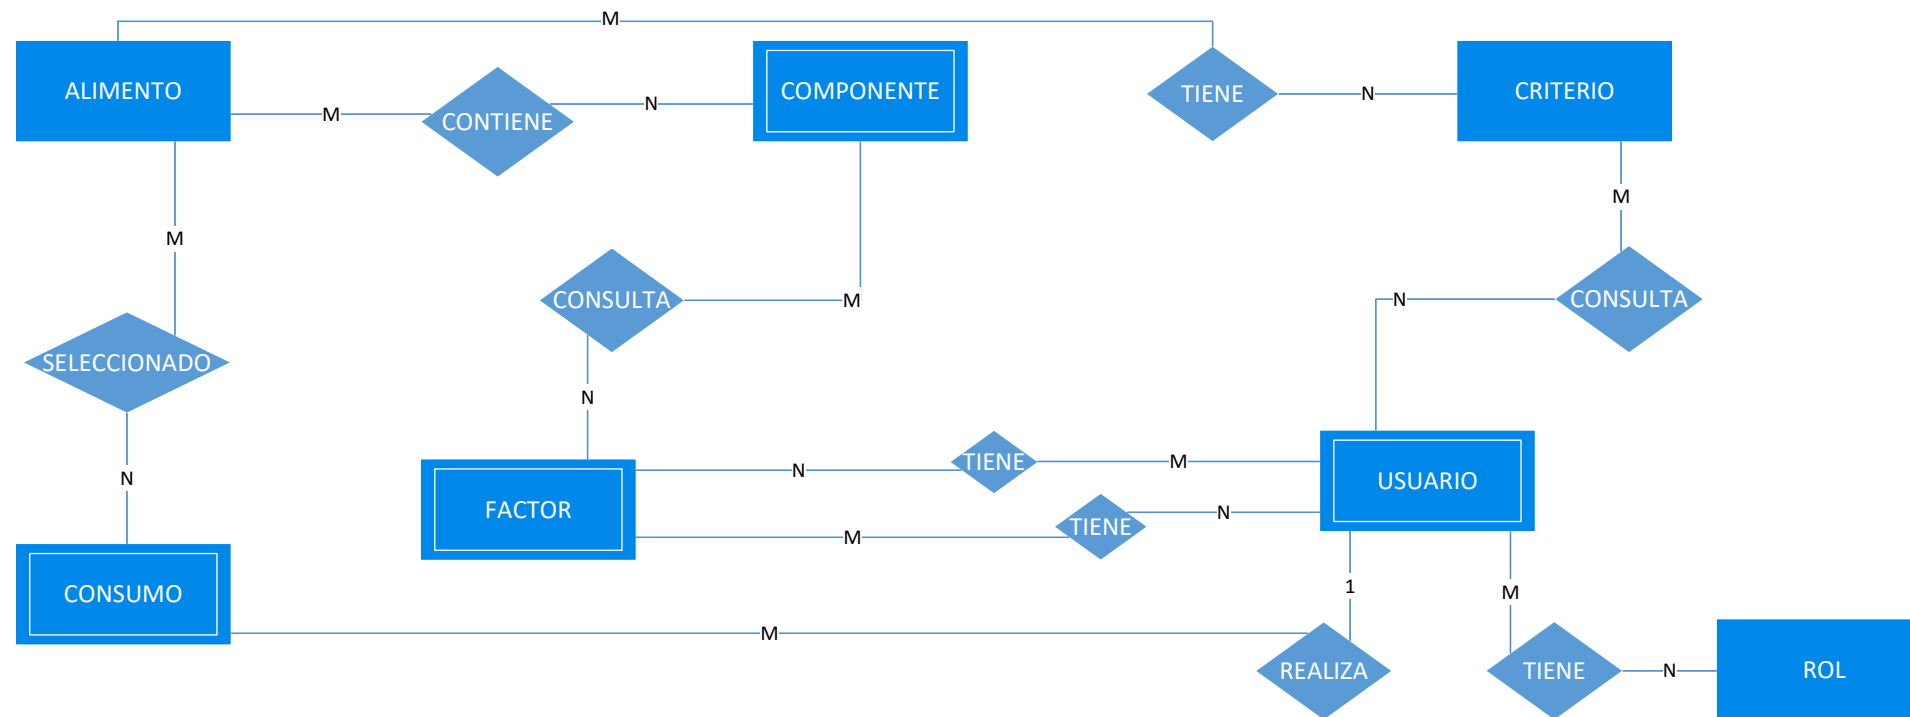 M
ALIMENTO
COMPONENTE
TIENE
N
CRITERIO
M
CONTIENE
N
M
M
CONSULTA
M
N
CONSULTA
SELECCIONADO
N
N
FACTOR
N
TIENE
M
USUARIO
M
TIENE
N
CONSUMO
1
M
M
REALIZA
TIENE
N
ROL